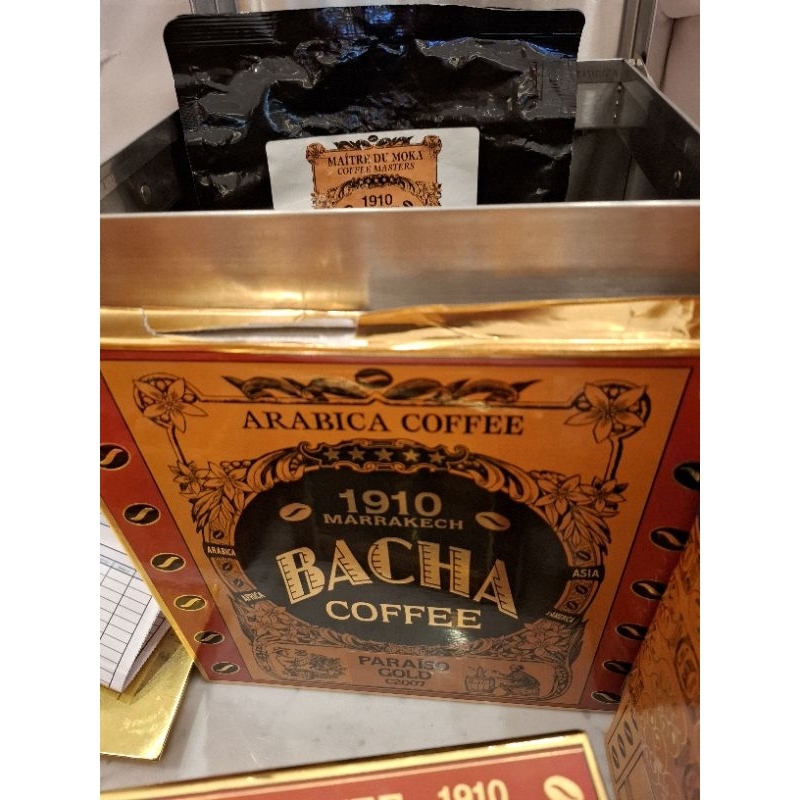 MAÎTRE DU MOKA
COFFEE MASTERS
1910
ARABICA COFFEE
1910
MARRAKECH
ARABICA
ASIA
AFRICA
BACHA
COFFEE
PARAISO
GOLD
C2007
1910